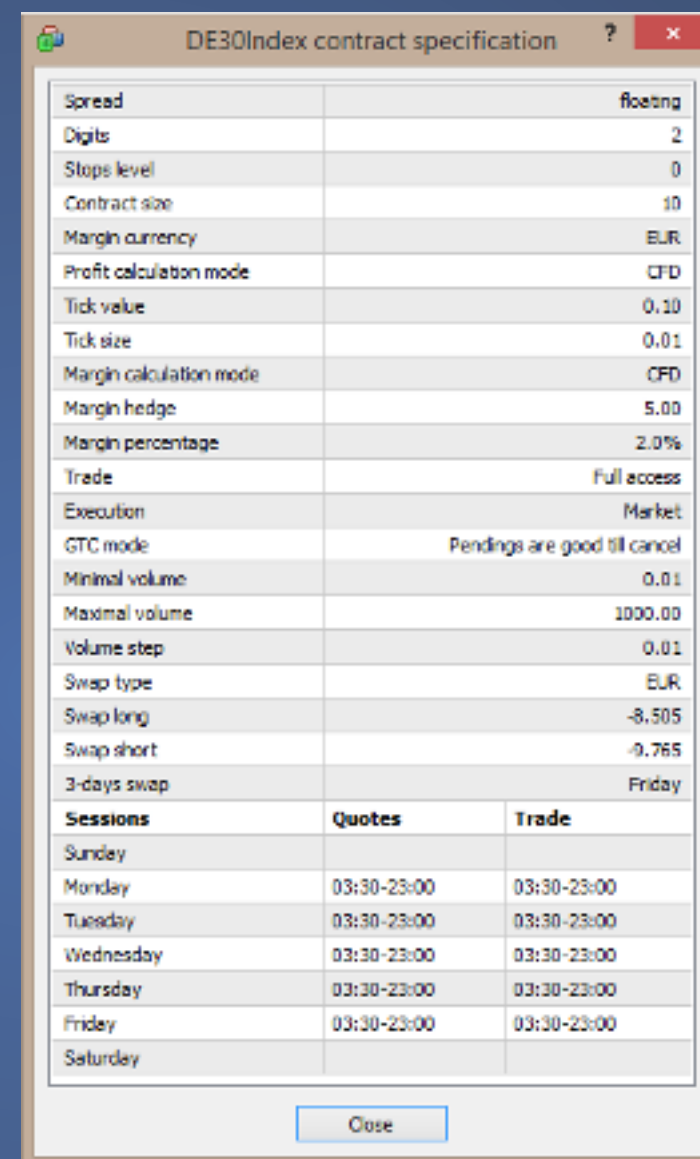 DE30Index contract specification ? ×
Spread floating
Digits 2
Stops level 0
Contract size 10
Margin currency EUR
Profit calculation mode CFD
Tick value 0.10
Tick size 0.01
Margin calculation mode CFD
Margin hedge 5.00
Margin percentage 2.0%
Trade Full access
Execution Market
GTC mode Pendings are good till cancel
Minimal volume 0.01
Maximal volume 1000.00
Volume step 0.01
Swap type EUR
Swap long -8.505
Swap short -9.765
3-days swap Friday
Sessions Quotes Trade
Sunday
Monday 03:30-23:00 03:30-23:00
Tuesday 03:30-23:00 03:30-23:00
Wednesday 03:30-23:00 03:30-23:00
Thursday 03:30-23:00 03:30-23:00
Friday 03:30-23:00 03:30-23:00
Saturday
Close